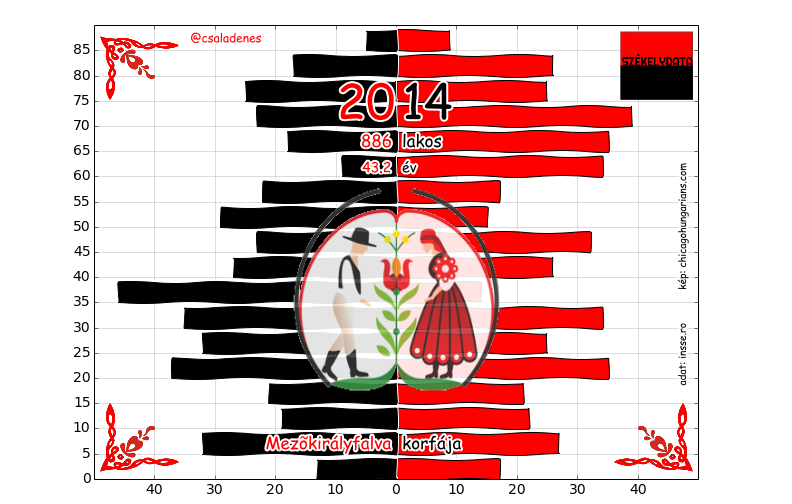 @csaladenes
SZÉKELYDATA
2014
886 lakos
43.2 év
kép: chicagohungarians.com
adat: insse.ro
Mezőkirályfalva korfája
85
80
75
70
65
60
55
50
45
40
35
30
25
20
15
10
5
0
40 30 20 10 0 10 20 30 40